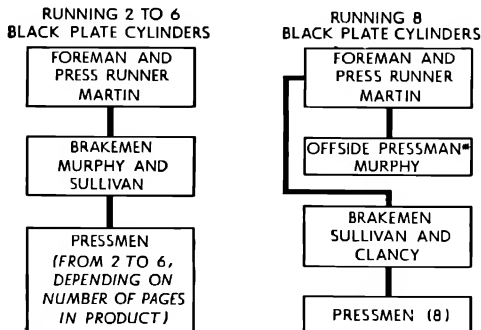 RUNNING 2 TO 6
BLACK PLATE CYLINDERS
FOREMAN AND
PRESS RUNNER
MARTIN
BRAKEMEN
MURPHY AND
SULLIVAN
PRESSMEN
(FROM 2 TO 6,
DEPENDING ON
NUMBER OF PAGES
IN PRODUCT)
RUNNING 8
BLACK PLATE CYLINDERS
FOREMAN AND
PRESS RUNNER
MARTIN
OFFSIDE PRESSMAN*
MURPHY
BRAKEMEN
SULLIVAN AND
CLANCY
PRESSMEN (8)